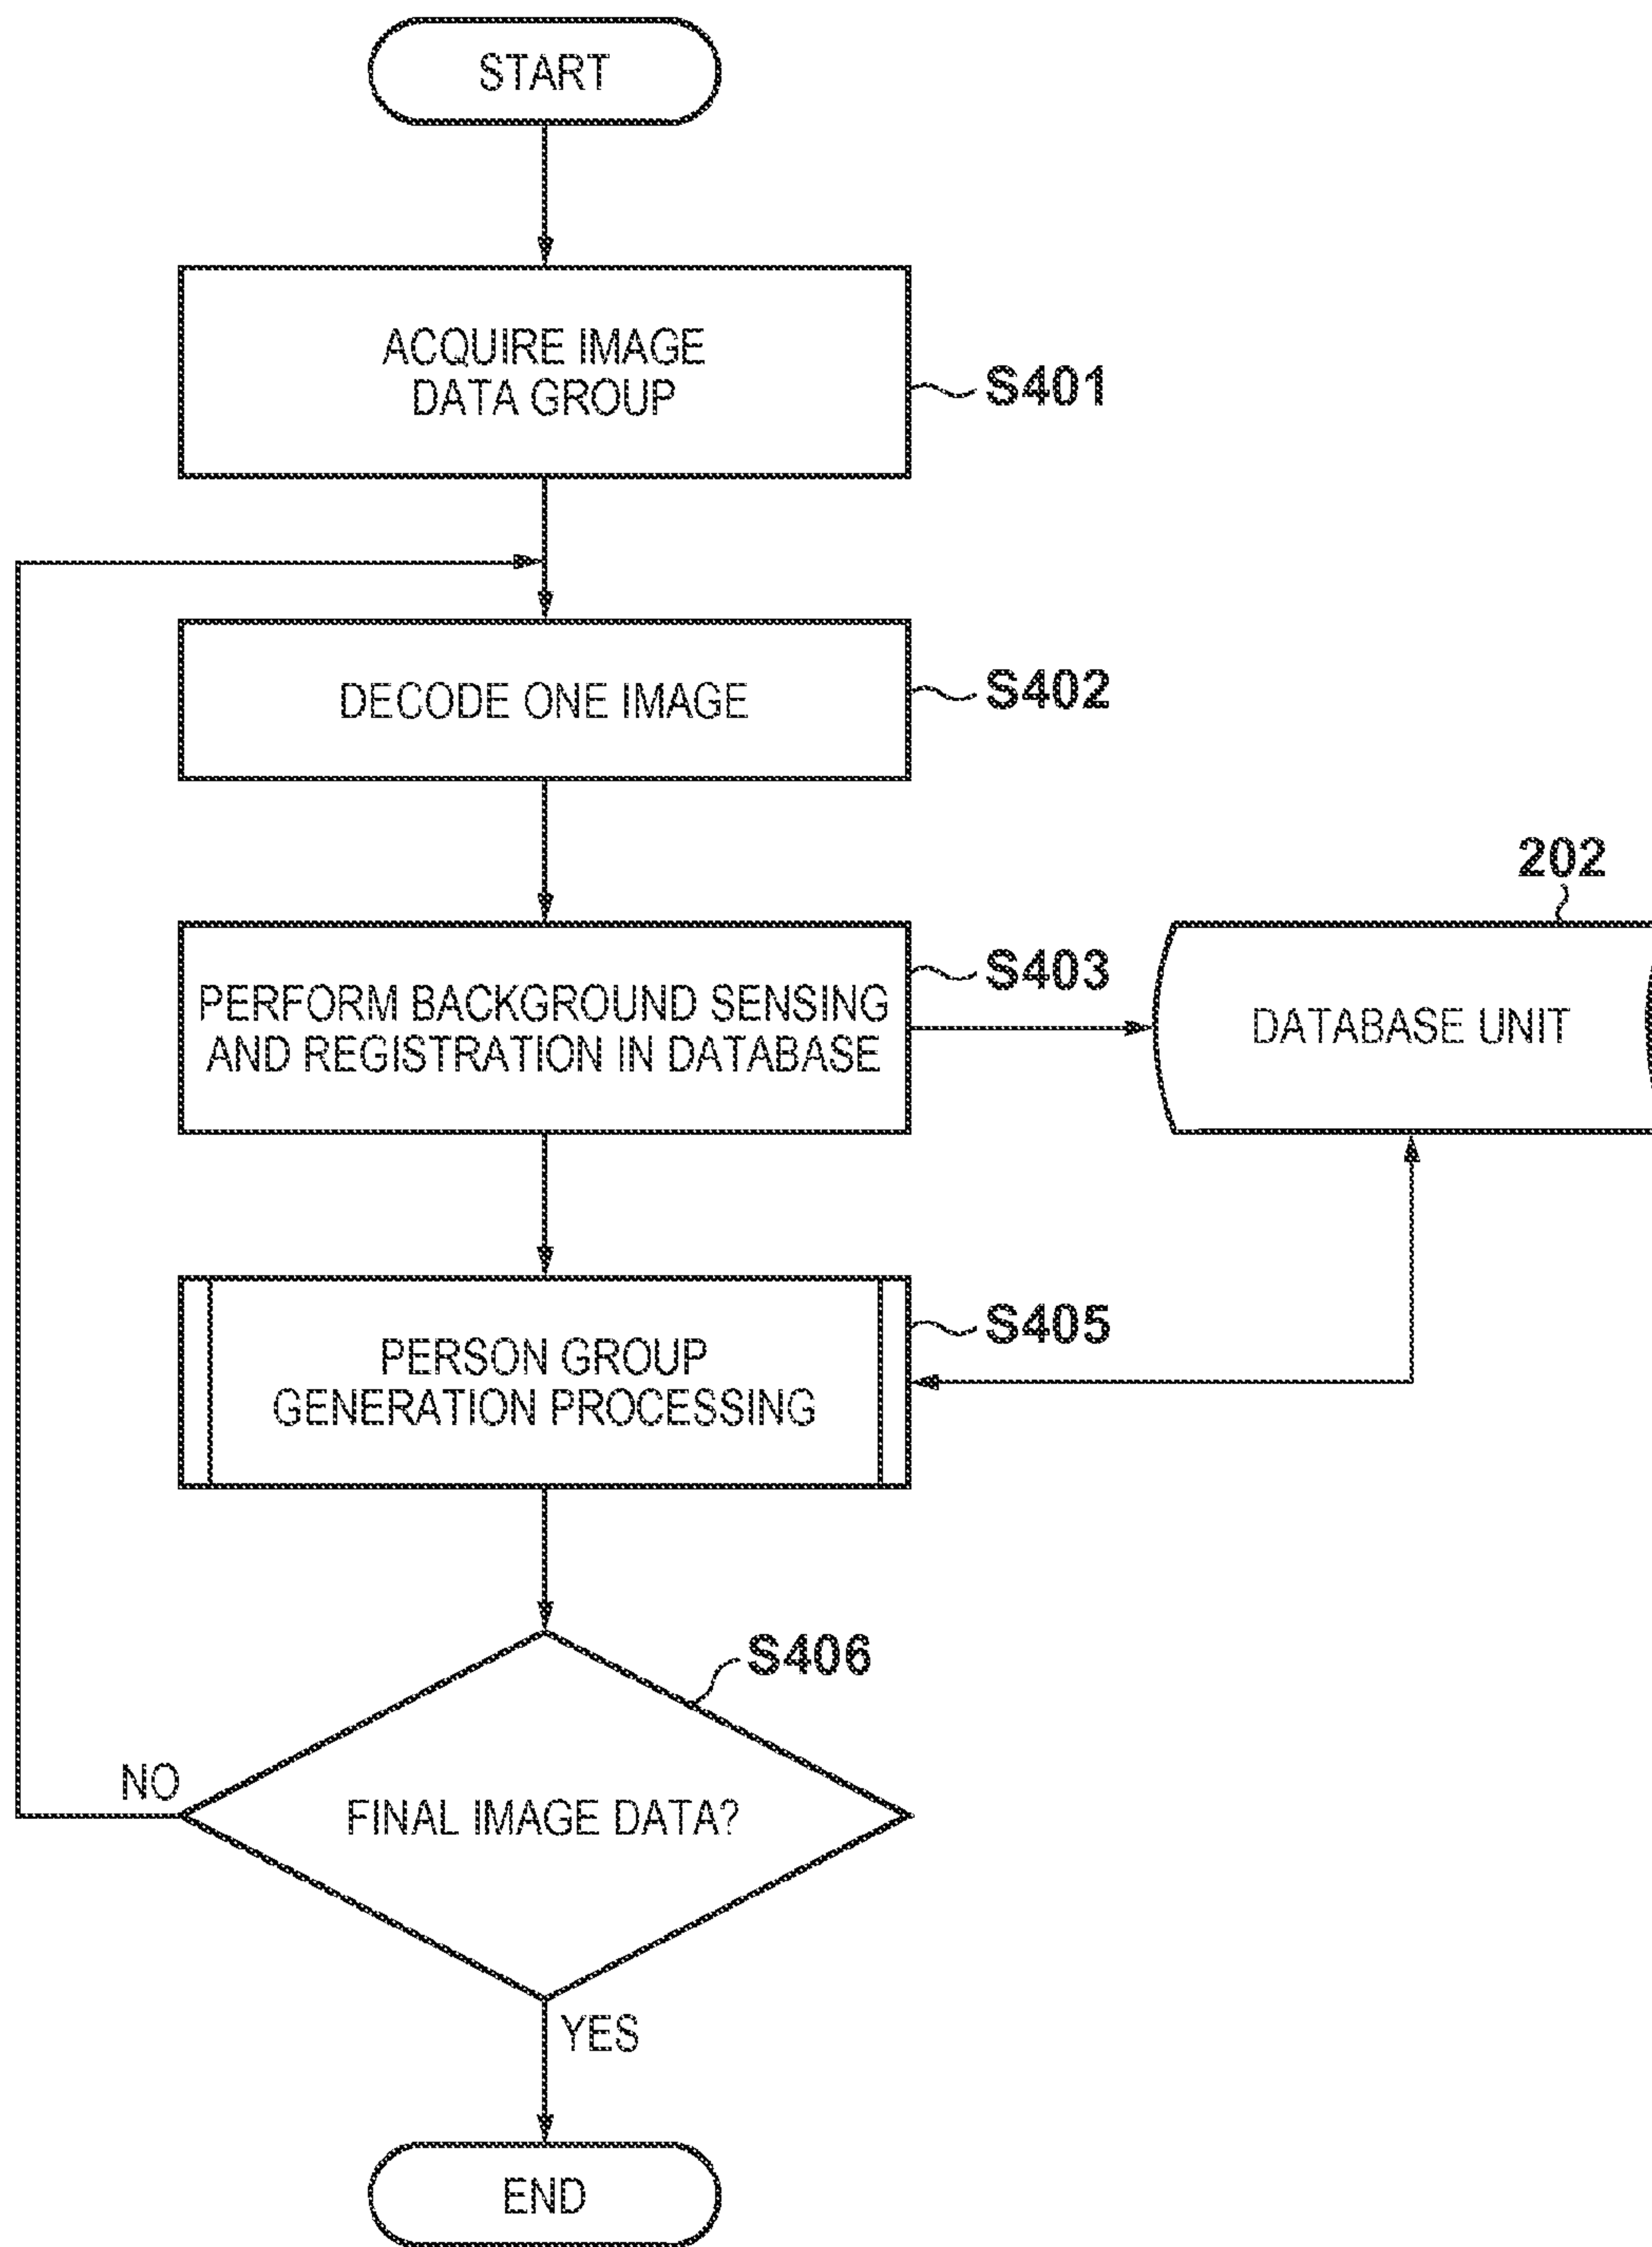 START
ACQUIRE IMAGE
DATA GROUP
S401
DECODE ONE IMAGE
S402
202
PERFORM BACKGROUND SENSING
AND REGISTRATION IN DATABASE
S403
DATABASE UNIT
PERSON GROUP
GENERATION PROCESSING
S405
S406
NO
FINAL IMAGE DATA?
YES
END